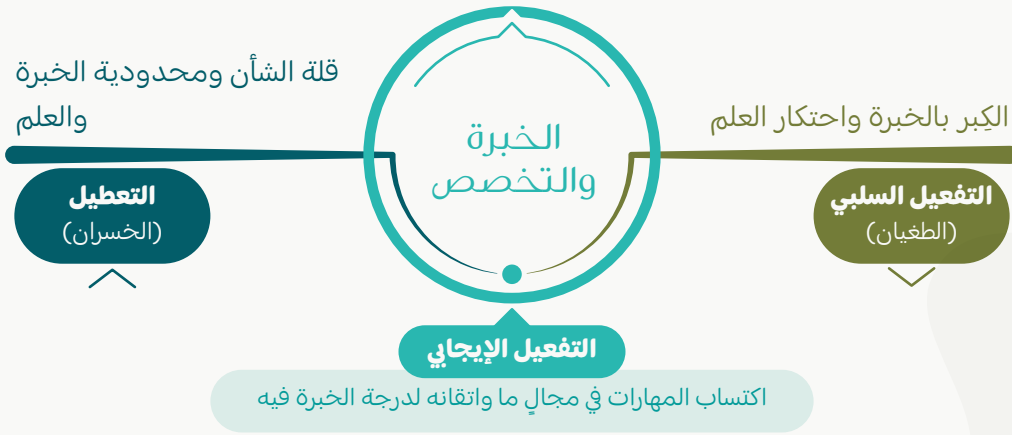 الكِبر بالخبرة واحتكار العلم
التفعيل السلبي
(الطغيان)
الخبرة
والتخصص
قلة الشأن ومحدودية الخبرة
والعلم
التعطيل
(الخسران)
التفعيل الإيجابي
اكتساب المهارات في مجالٍ ما واتقانه لدرجة الخبرة فيه